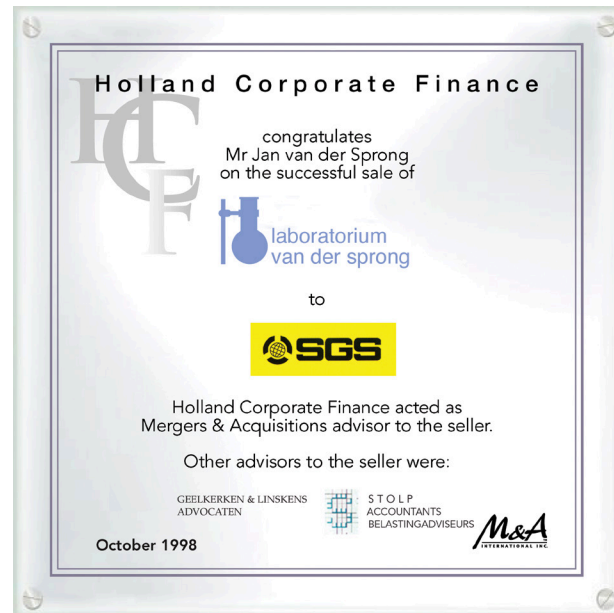 Holland Corporate Finance
HCF
congratulates
Mr Jan van der Sprong
on the successful sale of
laboratorium
van der sprong
to
SGS
Holland Corporate Finance acted as
Mergers & Acquisitions advisor to the seller.
Other advisors to the seller were:
GEELKERKEN & LINSKENS
ADVOCATEN
S
STOLP
ACCOUNTANTS
BELASTINGADVISEURS
M&A
INTERNATIONAL INC.
October 1998